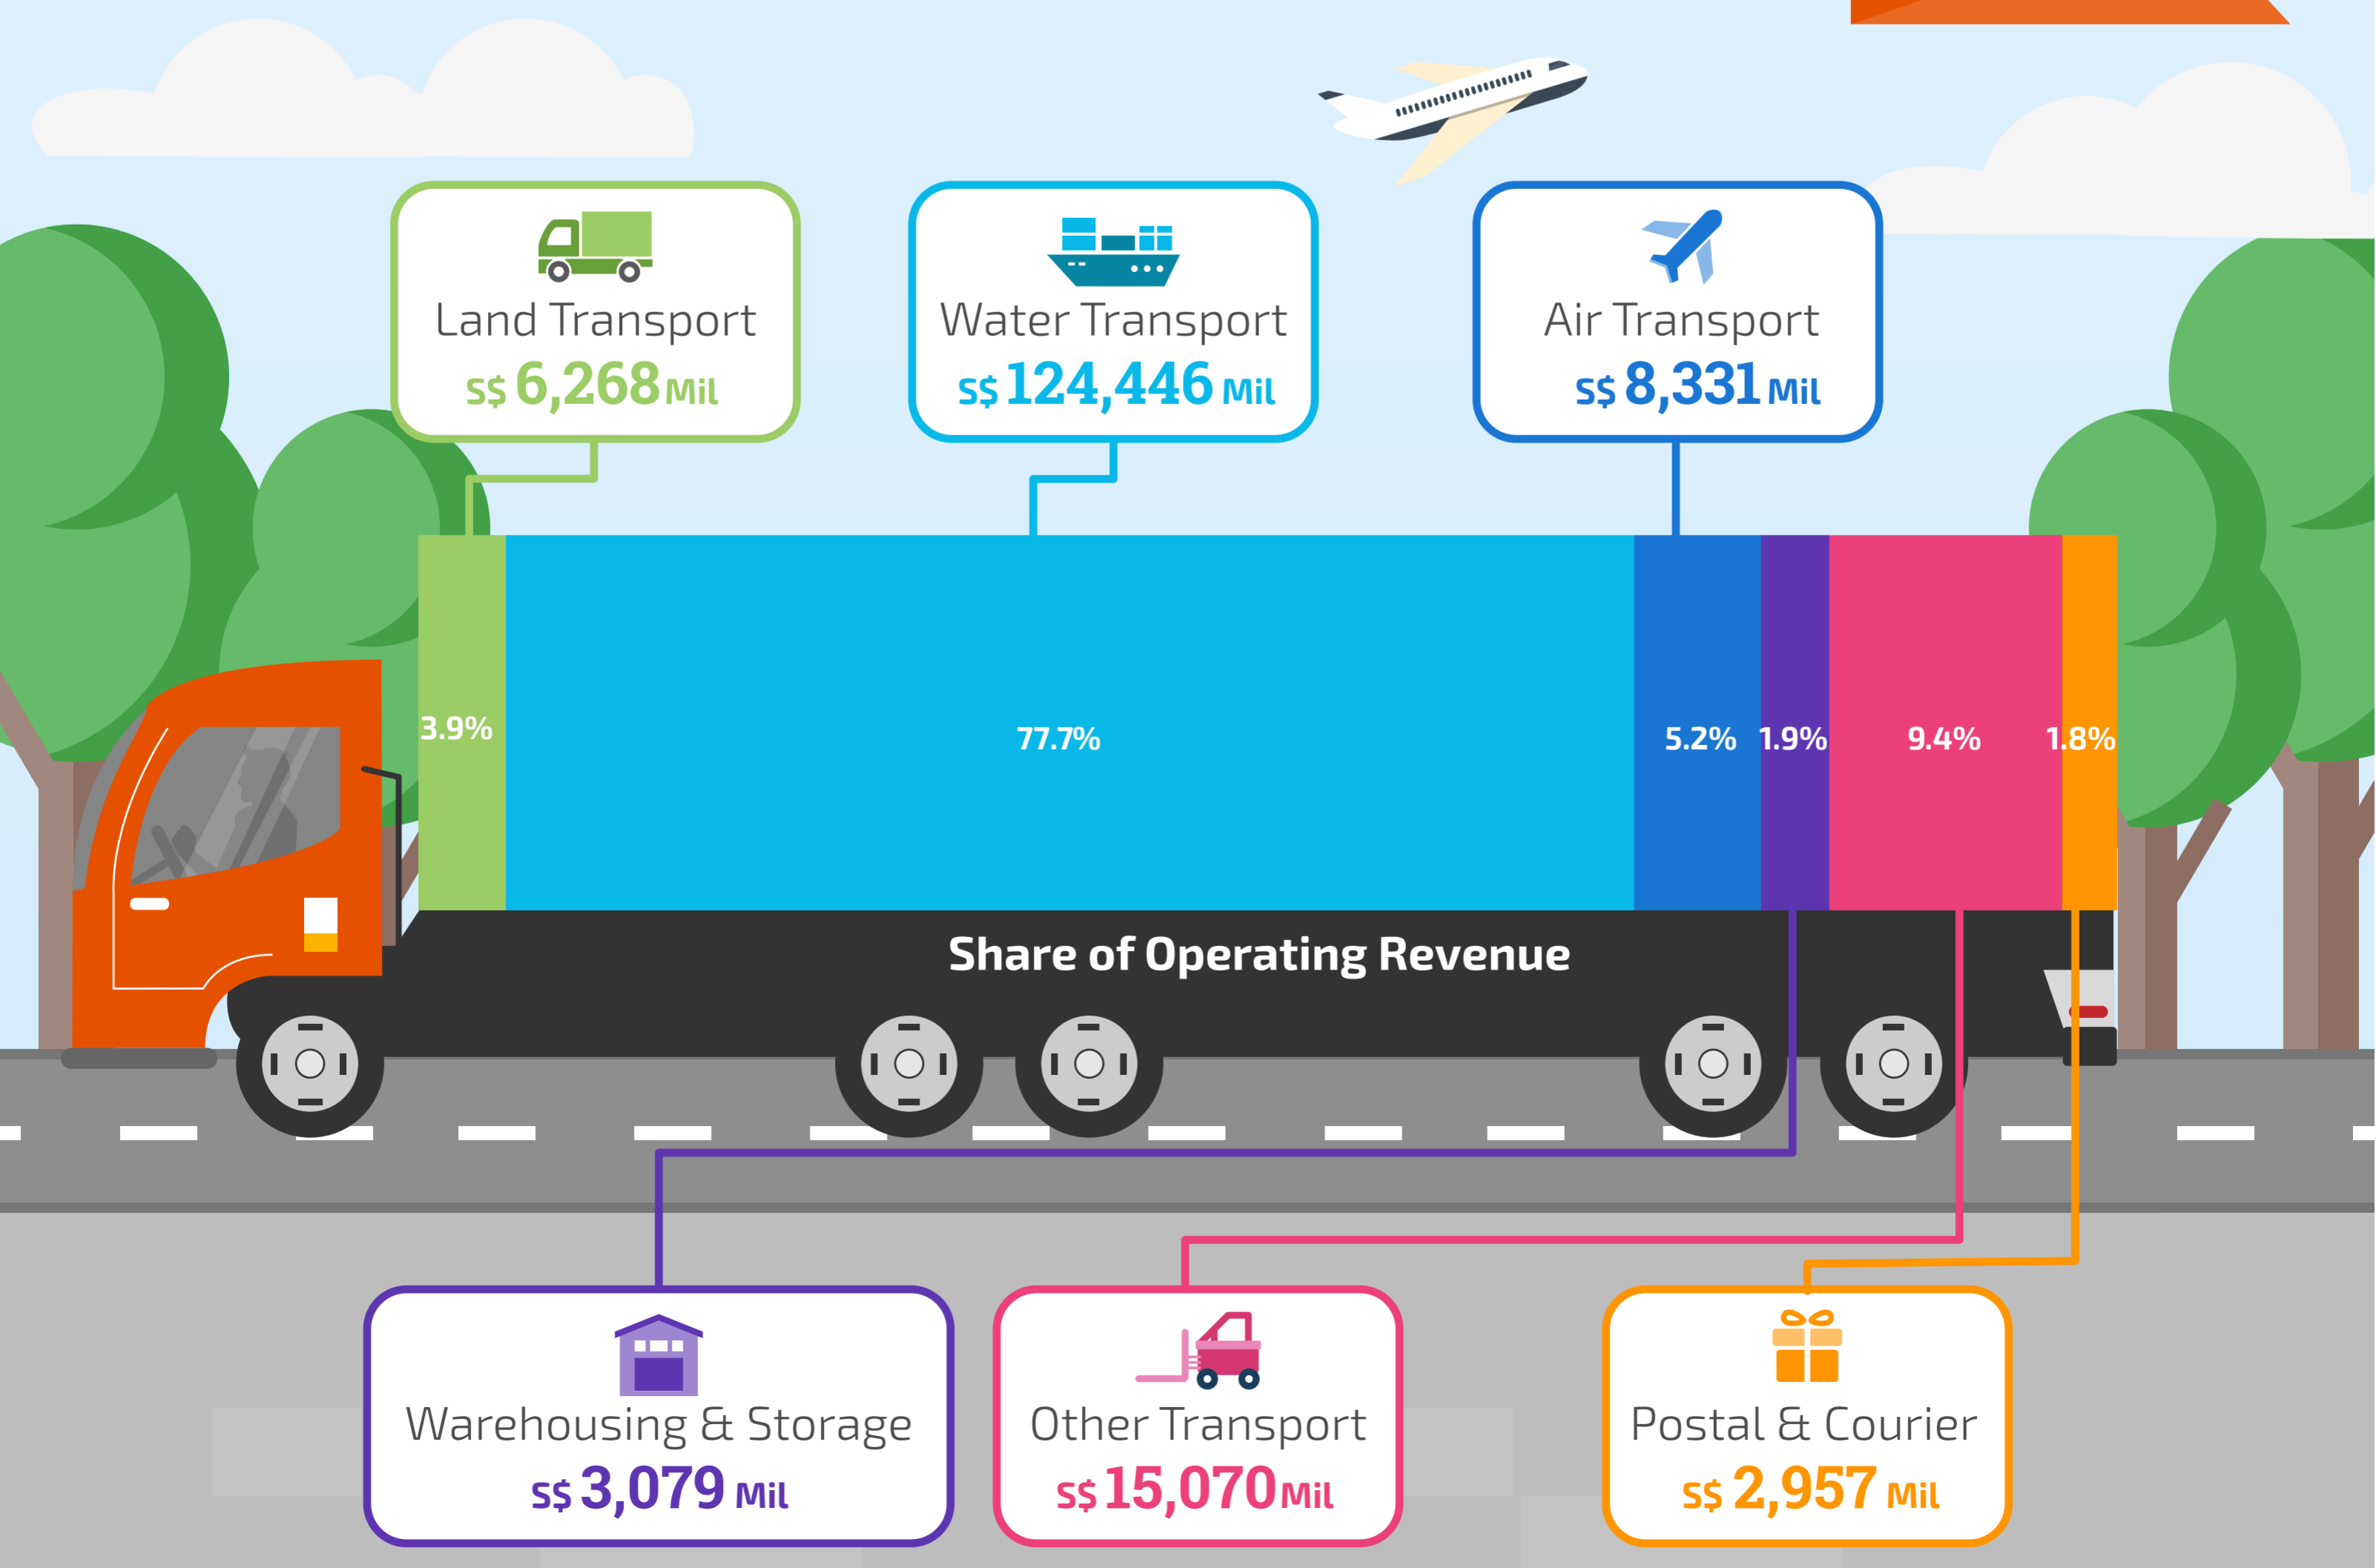 Land Transport
S$ 6,268 Mil
Water Transport
S$ 124,446 Mil
Air Transport
S$ 8,331 Mil
3.9%
77.7%
5.2%
1.9%
9.4%
1.8%
Share of Operating Revenue
Warehousing & Storage
S$ 3,079 Mil
Other Transport
S$ 15,070 Mil
Postal & Courier
S$ 2,957 Mil